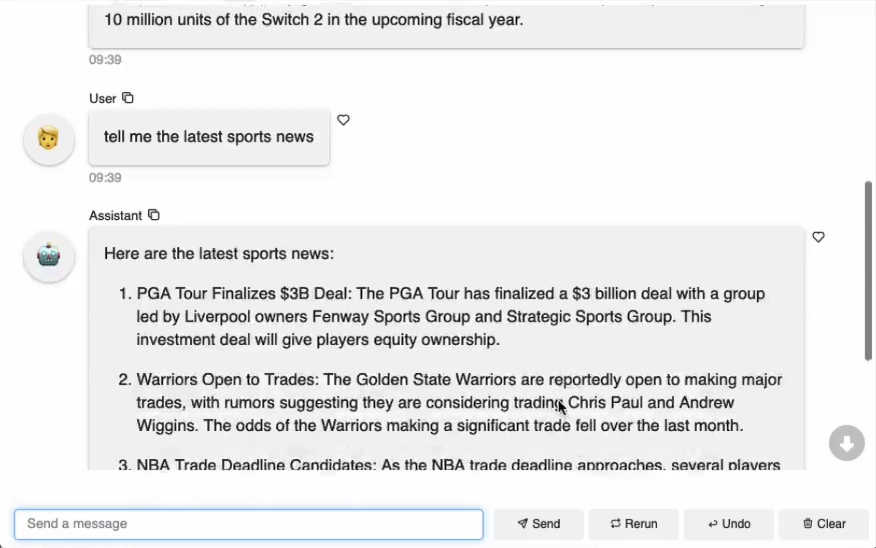 10 million units of the Switch 2 in the upcoming fiscal year.
09:39
User
tell me the latest sports news
09:39
Assistant
Here are the latest sports news:
1. PGA Tour Finalizes $3B Deal: The PGA Tour has finalized a $3 billion deal with a group
led by Liverpool owners Fenway Sports Group and Strategic Sports Group. This
investment deal will give players equity ownership.
2. Warriors Open to Trades: The Golden State Warriors are reportedly open to making major
trades, with rumors suggesting they are considering trading Chris Paul and Andrew
Wiggins. The odds of the Warriors making a significant trade fell over the last month.
3. NBA Trade Deadline Candidates: As the NBA trade deadline approaches, several players
Send a message
Send
Rerun
Undo
Clear